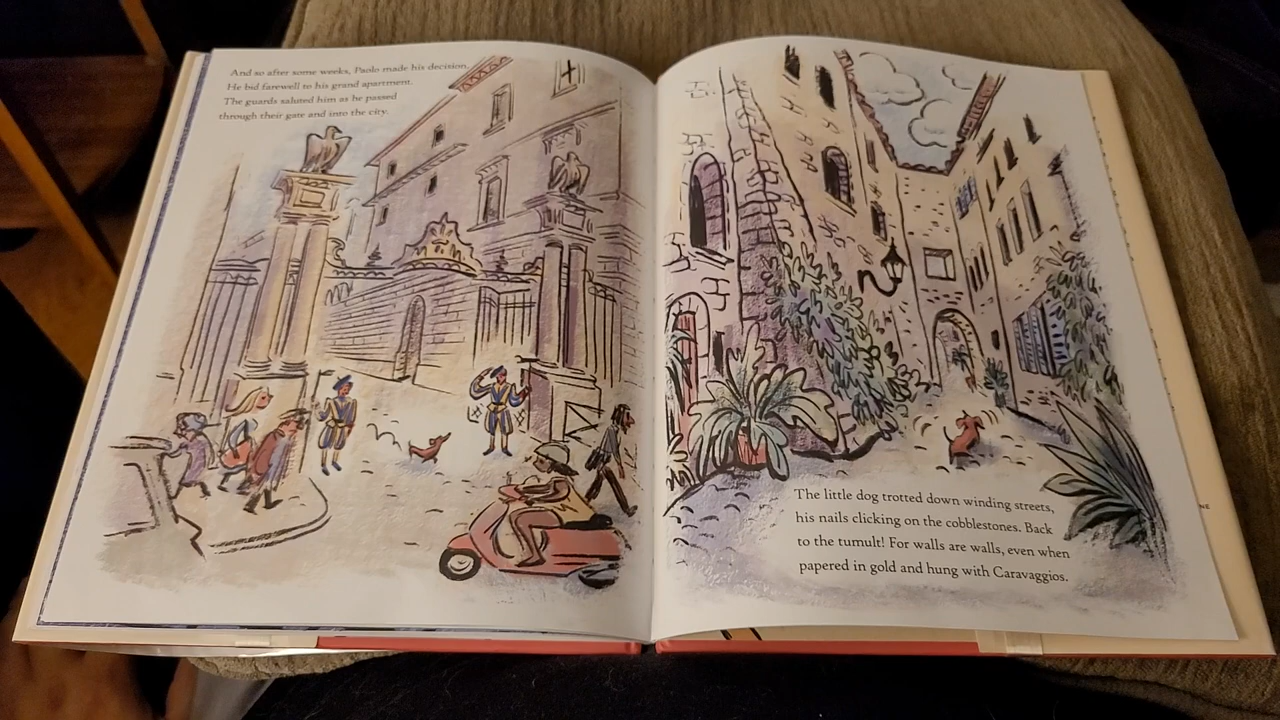 And so after some weeks, Paolo made his decision.
He bid farewell to his grand apartment.
The guards saluted him as he passed
through their gate and into the city.
The little dog trotted down winding streets,
his nails clicking on the cobblestones. Back
to the tumult! For walls are walls, even when
papered in gold and hung with Caravaggios.